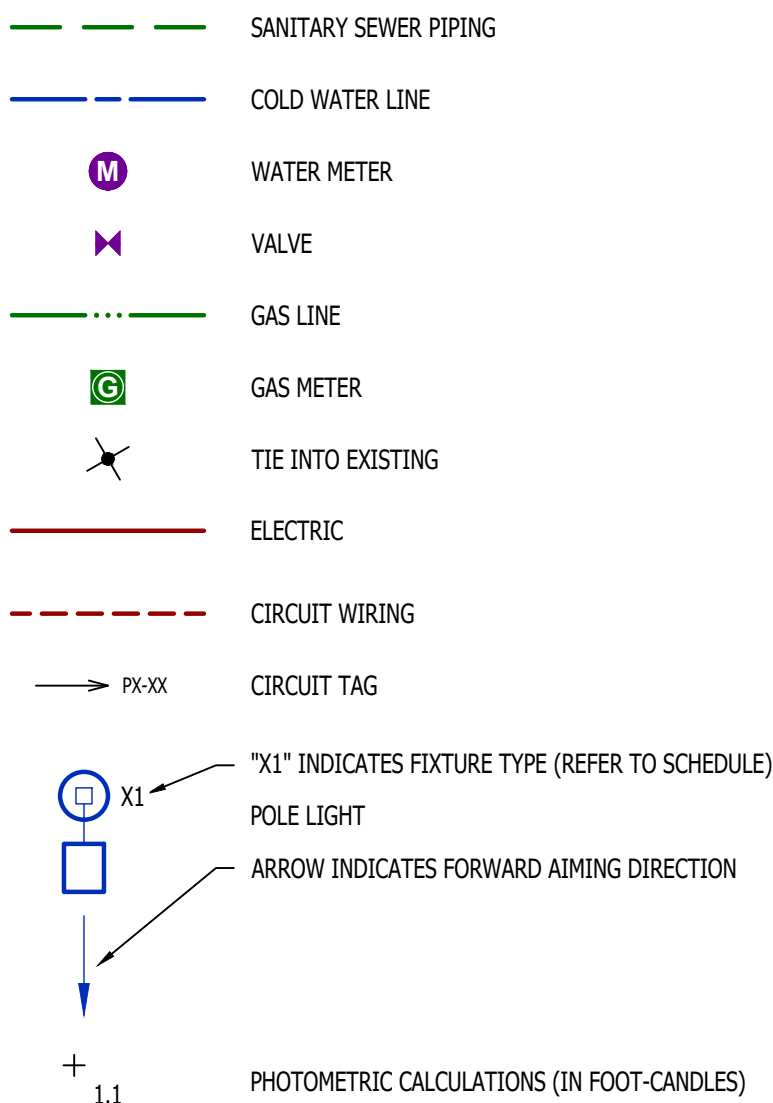 SANITARY SEWER PIPING
COLD WATER LINE
M WATER METER
VALVE
GAS LINE
G GAS METER
TIE INTO EXISTING
ELECTRIC
CIRCUIT WIRING
PX-XX CIRCUIT TAG
"X1" INDICATES FIXTURE TYPE (REFER TO SCHEDULE)
X1
POLE LIGHT
ARROW INDICATES FORWARD AIMING DIRECTION
1.1 PHOTOMETRIC CALCULATIONS (IN FOOT-CANDLES)